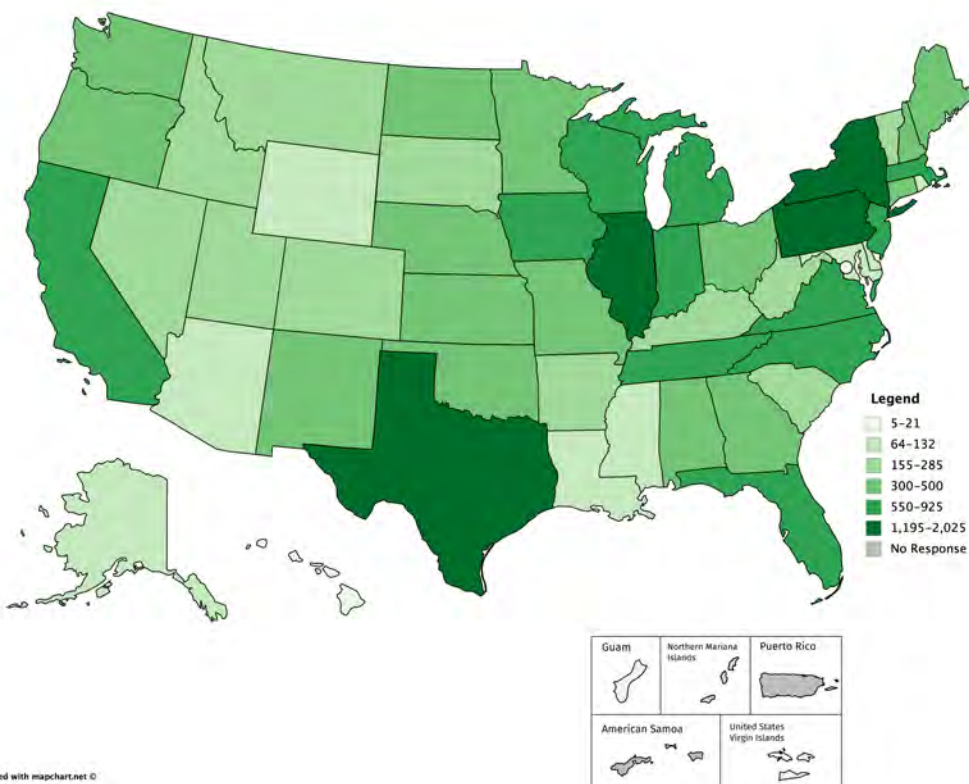 Legend
5-21
64-132
155-285
300-500
550-925
1,195-2,025
No Response
Guam
Northern Mariana
Islands
Puerto Rico
American Samoa
United States
Virgin Islands
ed with mapchart.net ©